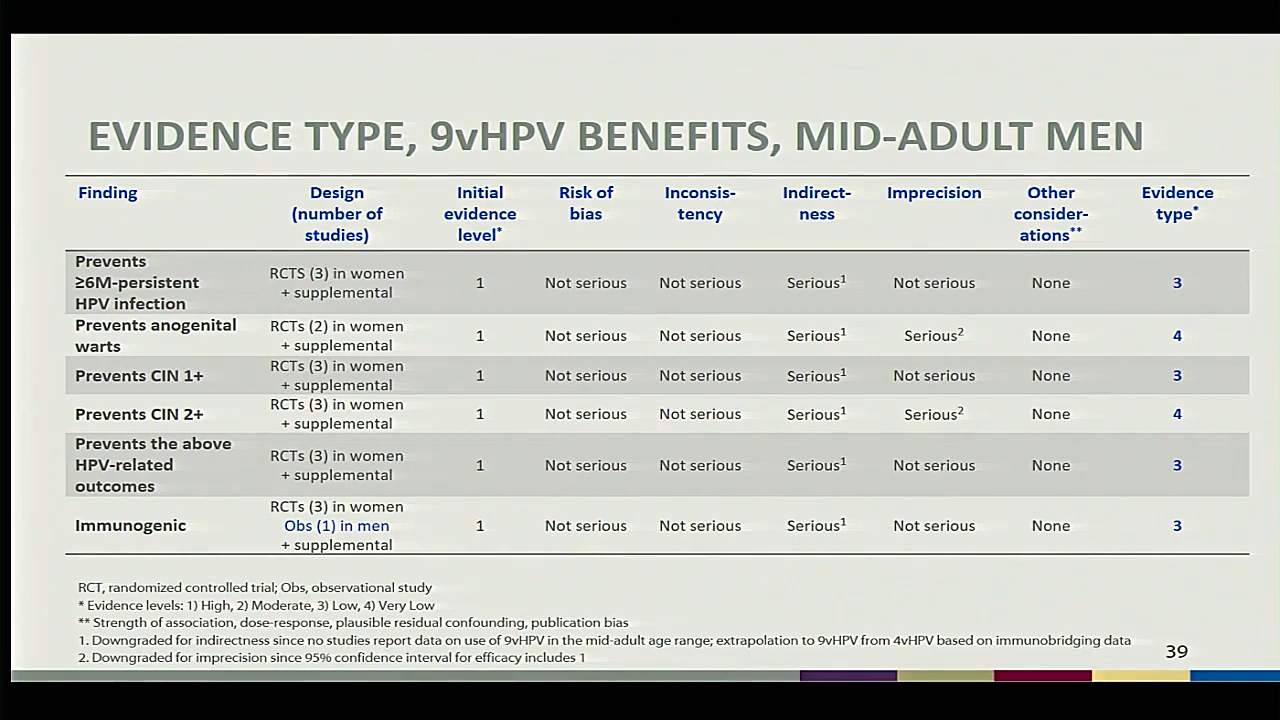 EVIDENCE TYPE, 9vHPV BENEFITS, MID-ADULT MEN
Finding Design (number of studies) Initial evidence level* Risk of bias Inconsis-tency Indirect-ness Imprecision Other consider-ations** Evidence type*
Prevents ≥6M-persistent HPV infection RCTS (3) in women + supplemental 1 Not serious Not serious Serious1 Not serious None 3
Prevents anogenital warts RCTs (2) in women + supplemental 1 Not serious Not serious Serious1 Serious2 None 4
Prevents CIN 1+ RCTs (3) in women + supplemental 1 Not serious Not serious Serious1 Not serious None 3
Prevents CIN 2+ RCTs (3) in women + supplemental 1 Not serious Not serious Serious1 Serious2 None 4
Prevents the above HPV-related outcomes RCTs (3) in women + supplemental 1 Not serious Not serious Serious1 Not serious None 3
Immunogenic RCTs (3) in women Obs (1) in men + supplemental 1 Not serious Not serious Serious1 Not serious None 3
RCT, randomized controlled trial; Obs, observational study
* Evidence levels: 1) High, 2) Moderate, 3) Low, 4) Very Low
** Strength of association, dose-response, plausible residual confounding, publication bias
1. Downgraded for indirectness since no studies report data on use of 9vHPV in the mid-adult age range; extrapolation to 9vHPV from 4vHPV based on immunobridging data
2. Downgraded for imprecision since 95% confidence interval for efficacy includes 1
39